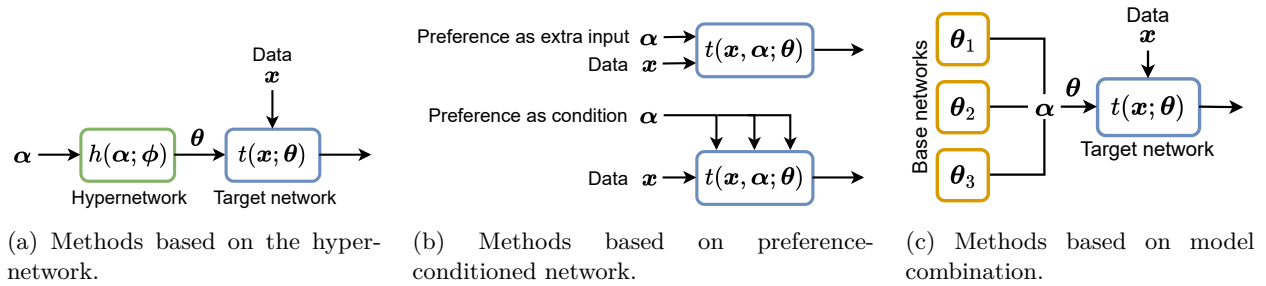 Data
x
α
h(α; ϕ)
θ
t(x; θ)
Hypernetwork
Target network
(a) Methods based on the hyper-
network.
Preference as extra input α
Data x
t(x, α; θ)
Preference as condition α
Data x
t(x, α; θ)
(b) Methods based on preference-
conditioned network.
Base networks
θ1
θ2
θ3
α
θ
Data
x
t(x; θ)
Target network
(c) Methods based on model
combination.